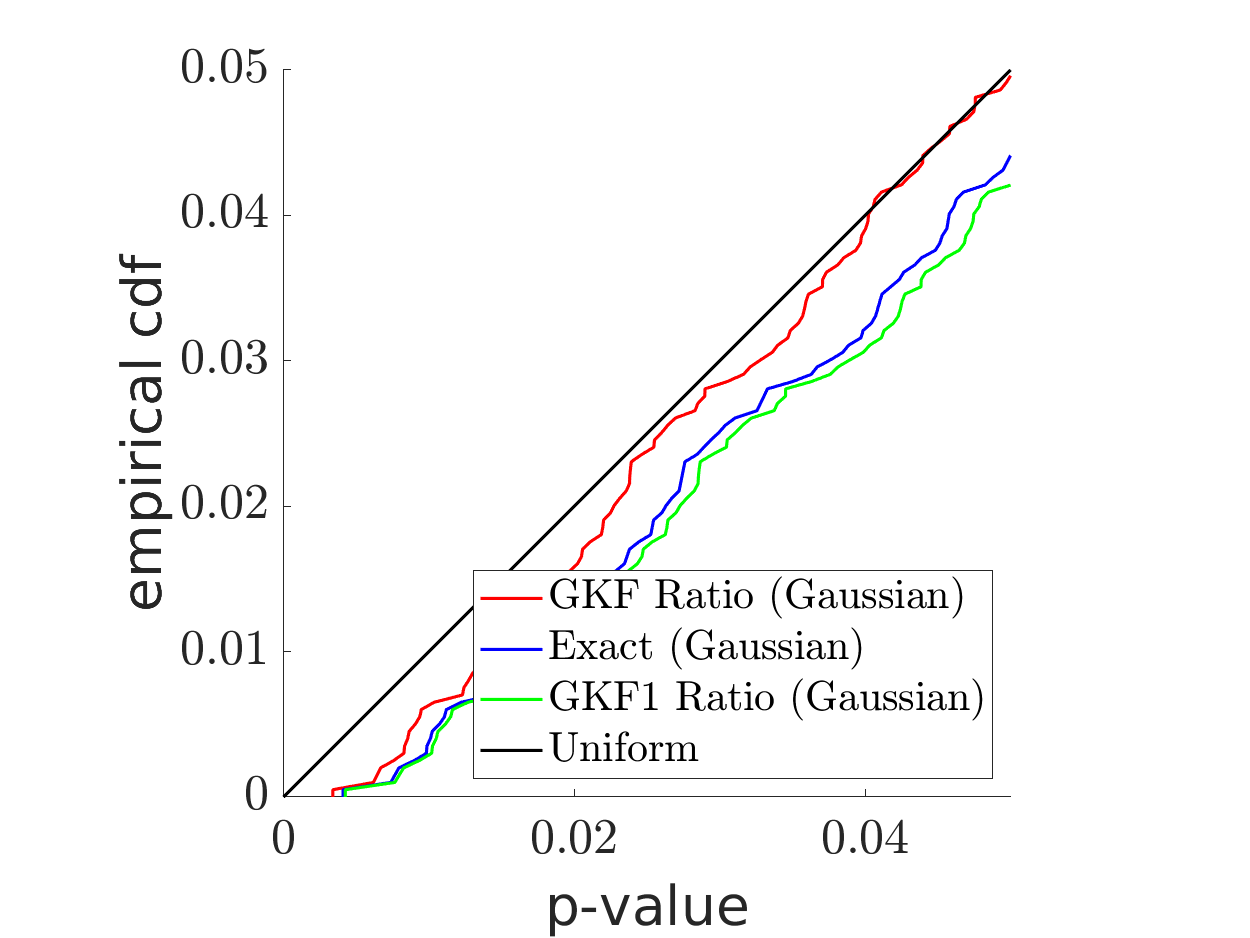 0.05
0.04
0.03
0.02
0.01
0
empirical cdf
GKF Ratio (Gaussian)
Exact (Gaussian)
GKF1 Ratio (Gaussian)
Uniform
0 0.02 0.04
p-value